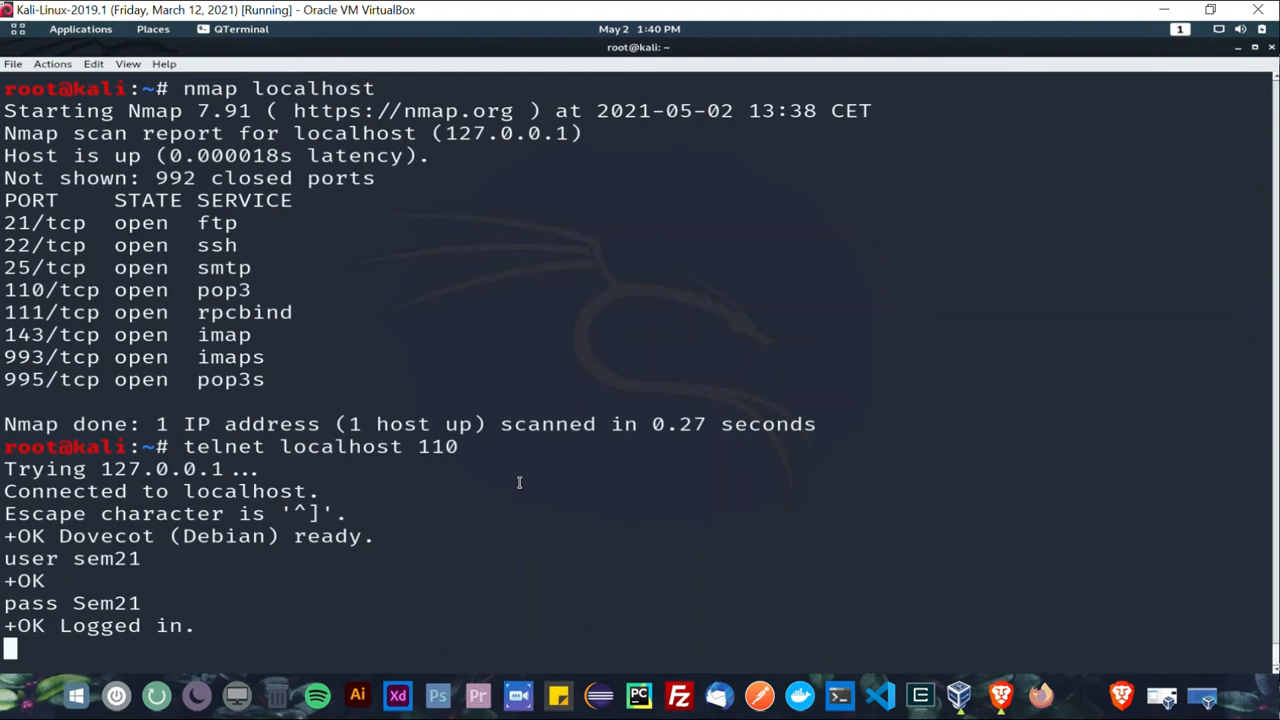 Kali-Linux-2019.1 (Friday, March 12, 2021) [Running] - Oracle VM VirtualBox
Applications Places QTerminal May 2 1:40 PM 1
root@kali: ~
File Actions Edit View Help
root@kali:~# nmap localhost
Starting Nmap 7.91 ( https://nmap.org ) at 2021-05-02 13:38 CET
Nmap scan report for localhost (127.0.0.1)
Host is up (0.000018s latency).
Not shown: 992 closed ports
PORT STATE SERVICE
21/tcp open ftp
22/tcp open ssh
25/tcp open smtp
110/tcp open pop3
111/tcp open rpcbind
143/tcp open imap
993/tcp open imaps
995/tcp open pop3s
Nmap done: 1 IP address (1 host up) scanned in 0.27 seconds
root@kali:~# telnet localhost 110
Trying 127.0.0.1...
Connected to localhost.
Escape character is '^]'.
+OK Dovecot (Debian) ready.
user sem21
+OK
pass Sem21
+OK Logged in.
Ai Xd Ps Pr PC Fz